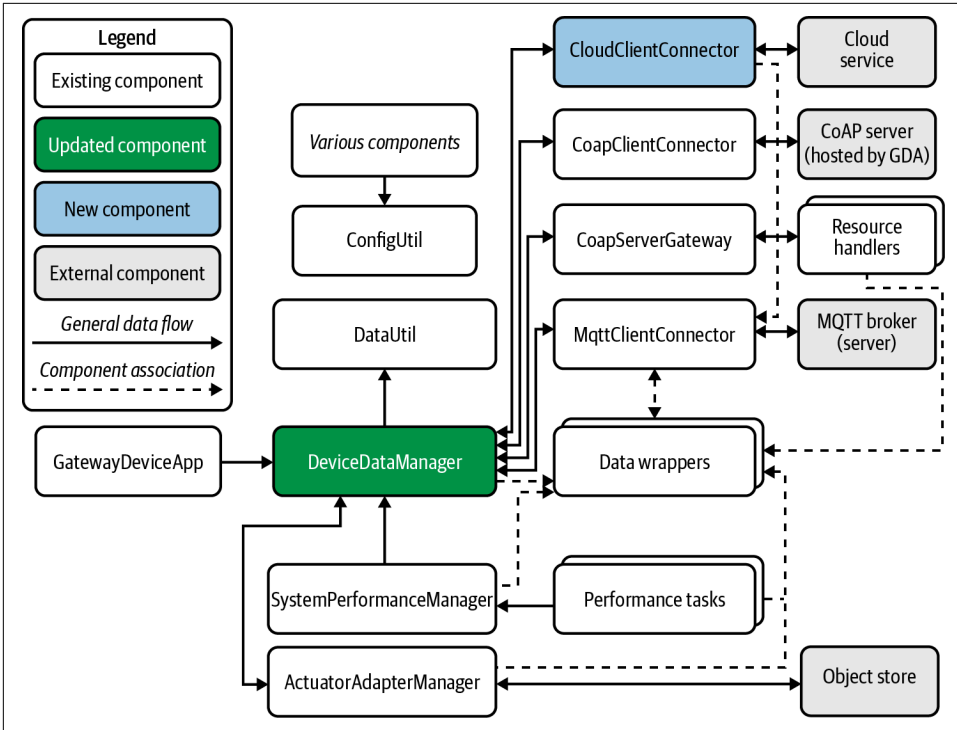 Legend
Existing component
Updated component
New component
External component
General data flow
Component association
Various components
ConfigUtil
DataUtil
GatewayDeviceApp
DeviceDataManager
SystemPerformanceManager
ActuatorAdapterManager
CloudClientConnector
CoapClientConnector
CoapServerGateway
MqttClientConnector
Data wrappers
Performance tasks
Cloud
service
CoAP server
(hosted by GDA)
Resource
handlers
MQTT broker
(server)
Object store